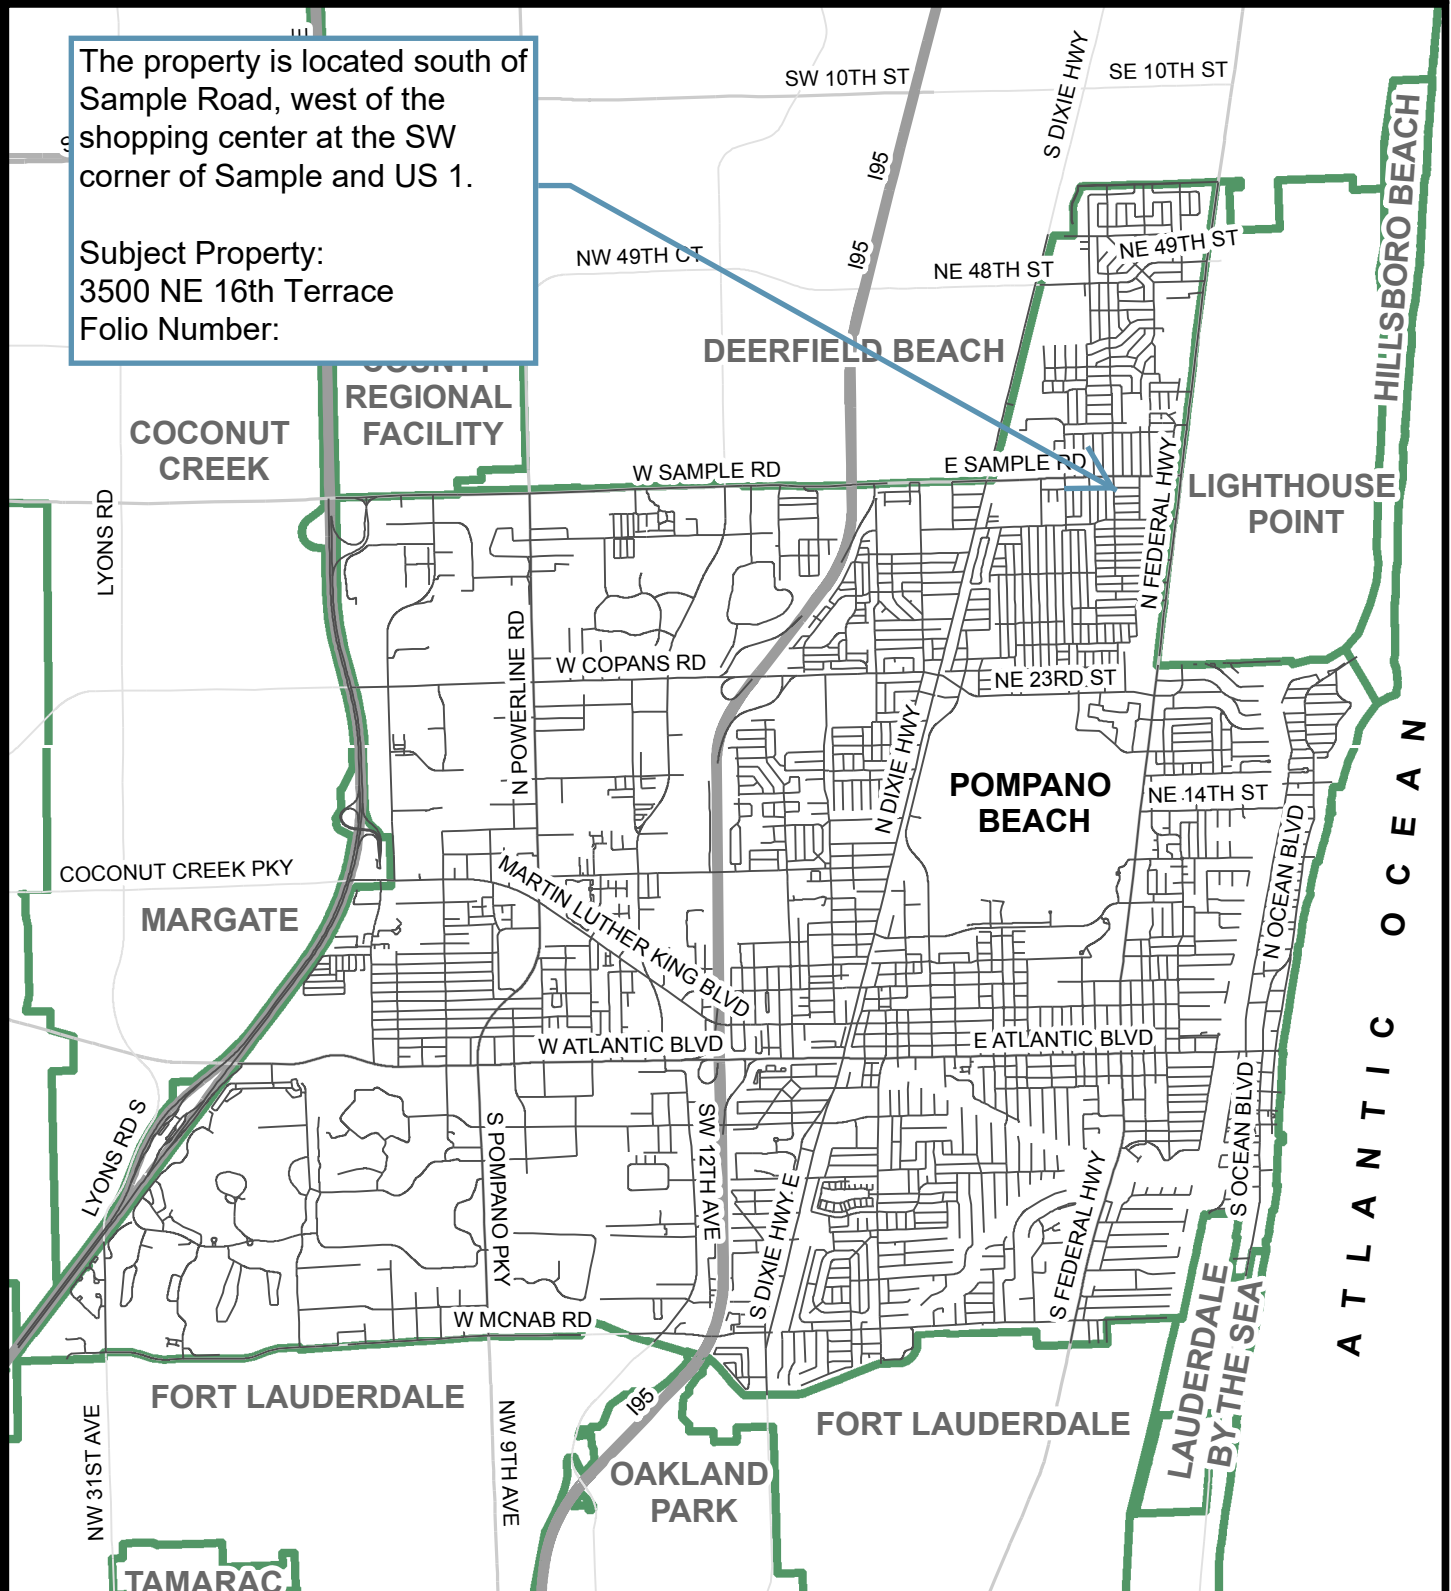 The property is located south of
Sample Road, west of the
shopping center at the SW
corner of Sample and US 1.
Subject Property:
3500 NE 16th Terrace
Folio Number:
SW 10TH ST
SE 10TH ST
S DIXIE HWY
I95
I95
HILLSBORO BEACH
NW 49TH CT
NE 49TH ST
NE 48TH ST
DEERFIELD BEACH
COUNTY
REGIONAL
FACILITY
COCONUT
CREEK
W SAMPLE RD
E SAMPLE RD
LIGHTHOUSE
POINT
LYONS RD
N FEDERAL HWY
N POWERLINE RD
W COPANS RD
NE 23RD ST
N DIXIE HWY
POMPANO
BEACH
NE 14TH ST
N OCEAN BLVD
COCONUT CREEK PKY
MARTIN LUTHER KING BLVD
MARGATE
ATLANTIC OCEAN
W ATLANTIC BLVD
E ATLANTIC BLVD
LYONS RD S
S POMPANO PKY
SW 12TH AVE
S DIXIE HWY E
S FEDERAL HWY
S OCEAN BLVD
W MCNAB RD
LAUDERDALE
BY THE SEA
FORT LAUDERDALE
I95
FORT LAUDERDALE
NW 31ST AVE
NW 9TH AVE
OAKLAND
PARK
TAMARAC